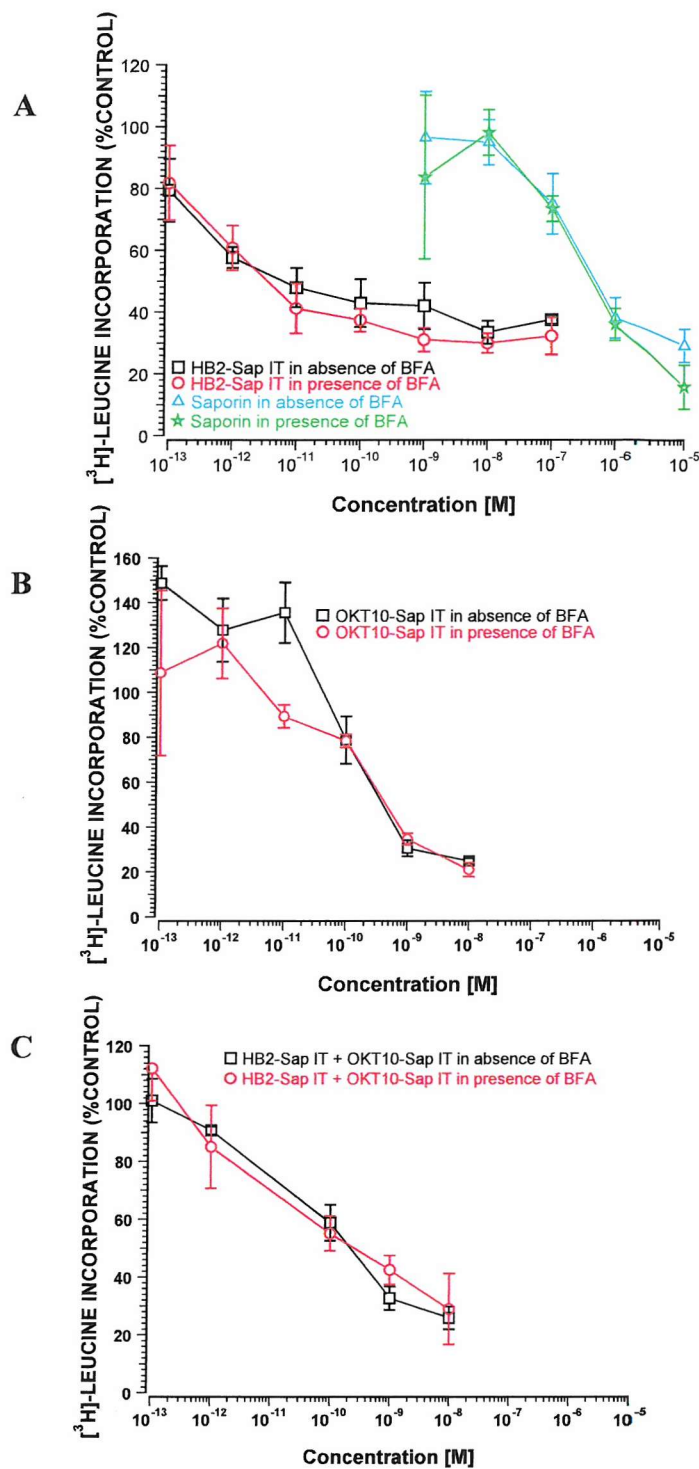 A
[³H]-LEUCINE INCORPORATION (%CONTROL)
120
100
80
60
40
20
0
HB2-Sap IT in absence of BFA
HB2-Sap IT in presence of BFA
Saporin in absence of BFA
Saporin in presence of BFA
10⁻¹³ 10⁻¹² 10⁻¹¹ 10⁻¹⁰ 10⁻⁹ 10⁻⁸ 10⁻⁷ 10⁻⁶ 10⁻⁵
Concentration [M]
B
[³H]-LEUCINE INCORPORATION (%CONTROL)
160
140
120
100
80
60
40
20
0
OKT10-Sap IT in absence of BFA
OKT10-Sap IT in presence of BFA
10⁻¹³ 10⁻¹² 10⁻¹¹ 10⁻¹⁰ 10⁻⁹ 10⁻⁸ 10⁻⁷ 10⁻⁶ 10⁻⁵
Concentration [M]
C
[³H]-LEUCINE INCORPORATION (%CONTROL)
120
100
80
60
40
20
0
HB2-Sap IT + OKT10-Sap IT in absence of BFA
HB2-Sap IT + OKT10-Sap IT in presence of BFA
10⁻¹³ 10⁻¹² 10⁻¹¹ 10⁻¹⁰ 10⁻⁹ 10⁻⁸ 10⁻⁷ 10⁻⁶ 10⁻⁵
Concentration [M]